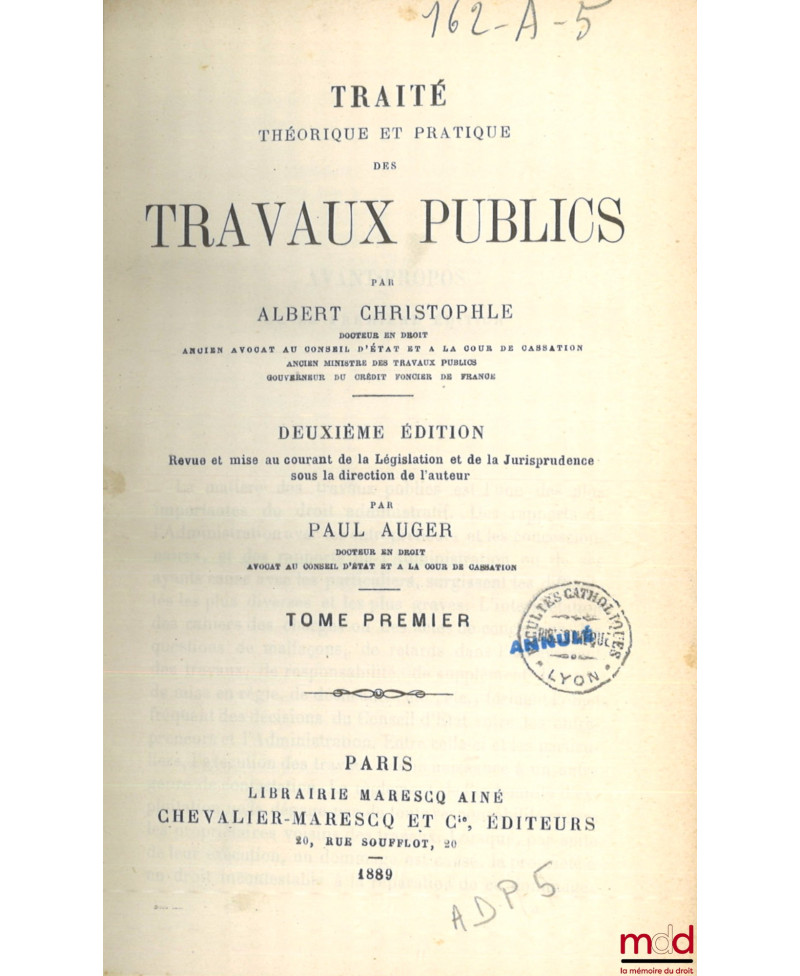 162-A-5
TRAITÉ
THÉORIQUE ET PRATIQUE
DES
TRAVAUX PUBLICS
PAR
ALBERT CHRISTOPHLE
DOCTEUR EN DROIT
ANCIEN AVOCAT AU CONSEIL D'ÉTAT ET A LA COUR DE CASSATION
ANCIEN MINISTRE DES TRAVAUX PUBLICS
GOUVERNEUR DU CRÉDIT FONCIER DE FRANCE
DEUXIÈME ÉDITION
Revue et mise au courant de la Législation et de la Jurisprudence
sous la direction de l'auteur
PAR
PAUL AUGER
DOCTEUR EN DROIT
AVOCAT AU CONSEIL D'ÉTAT ET A LA COUR DE CASSATION
TOME PREMIER
FACULTÉS CATHOLIQUES
ANNULÉ
LYON
PARIS
LIBRAIRIE MARESCQ AINÉ
CHEVALIER-MARESCQ ET Cie, ÉDITEURS
20, RUE SOUFFLOT, 20
1889
ADP5
mdd
la mémoire du droit